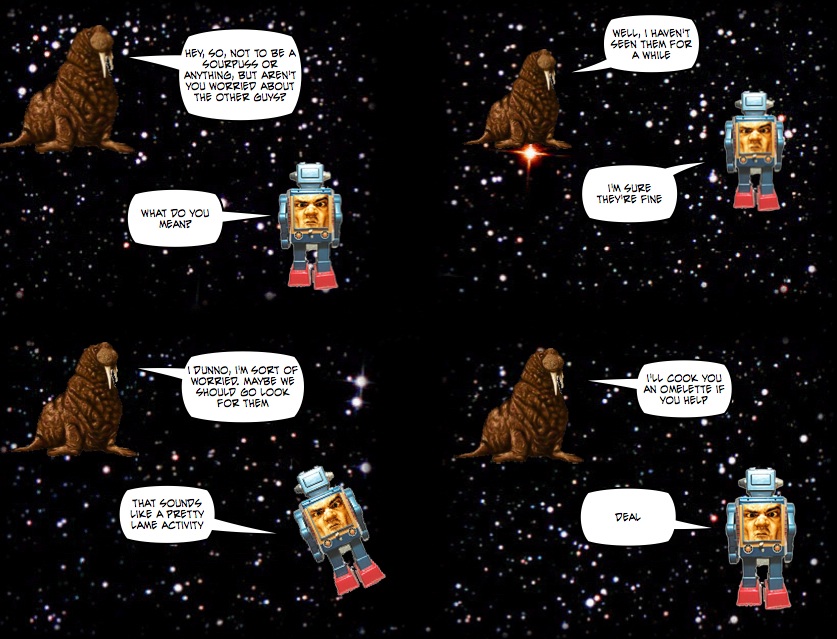 HEY, SO, NOT TO BE A
SOURPUSS OR
ANYTHING, BUT AREN'T
YOU WORRIED ABOUT
THE OTHER GUYS?
WHAT DO YOU
MEAN?
WELL, I HAVEN'T
SEEN THEM FOR
A WHILE
I'M SURE
THEY'RE FINE
I DUNNO, I'M SORT OF
WORRIED. MAYBE WE
SHOULD GO LOOK
FOR THEM
THAT SOUNDS
LIKE A PRETTY
LAME ACTIVITY
I'LL COOK YOU
AN OMELETTE IF
YOU HELP
DEAL